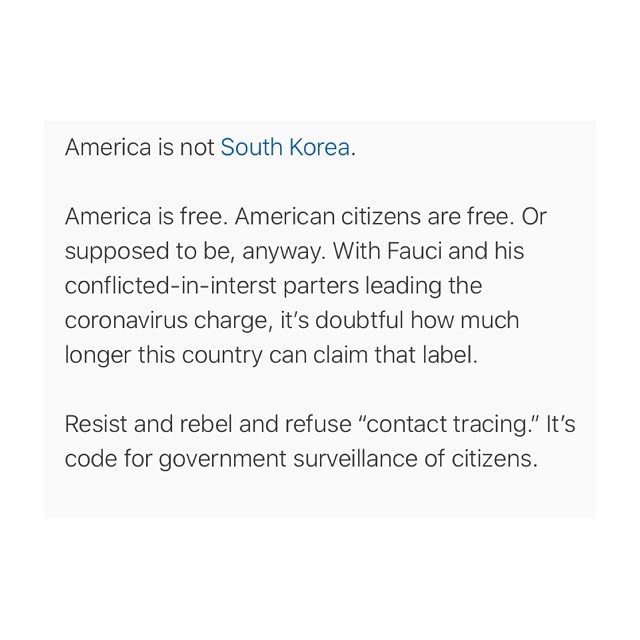 America is not South Korea.
America is free. American citizens are free. Or
supposed to be, anyway. With Fauci and his
conflicted-in-interst parters leading the
coronavirus charge, it’s doubtful how much
longer this country can claim that label.
Resist and rebel and refuse “contact tracing.” It’s
code for government surveillance of citizens.